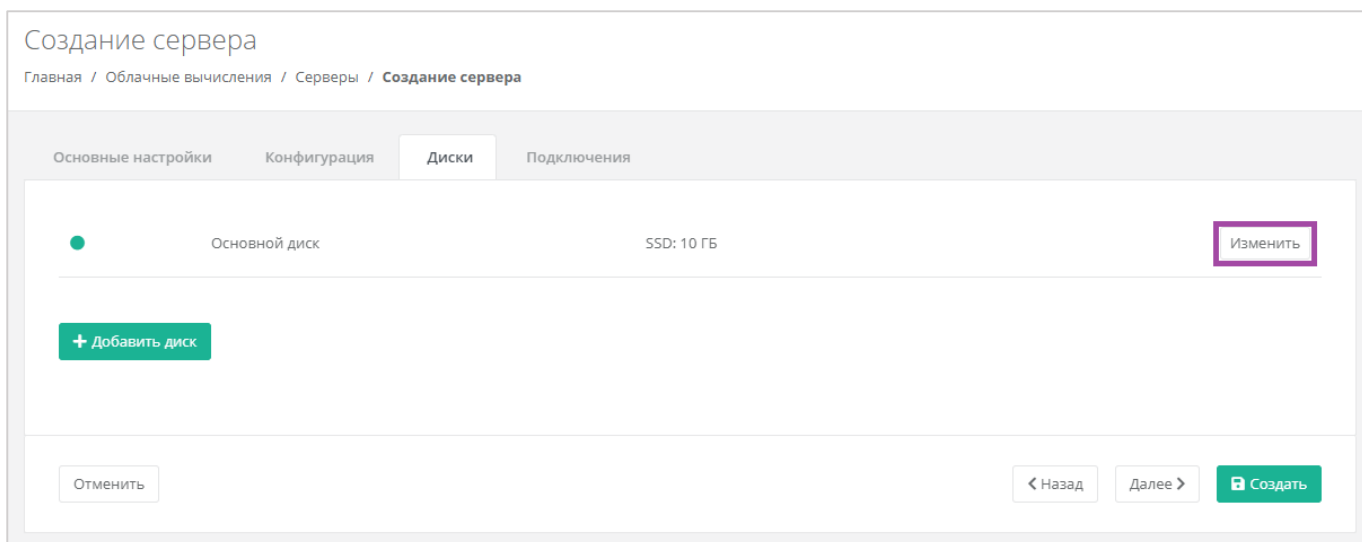 Создание сервера
Главная / Облачные вычисления / Серверы / Создание сервера
Основные настройки Конфигурация Диски Подключения
Основной диск SSD: 10 ГБ Изменить
+ Добавить диск
Отменить Назад Далее Создать